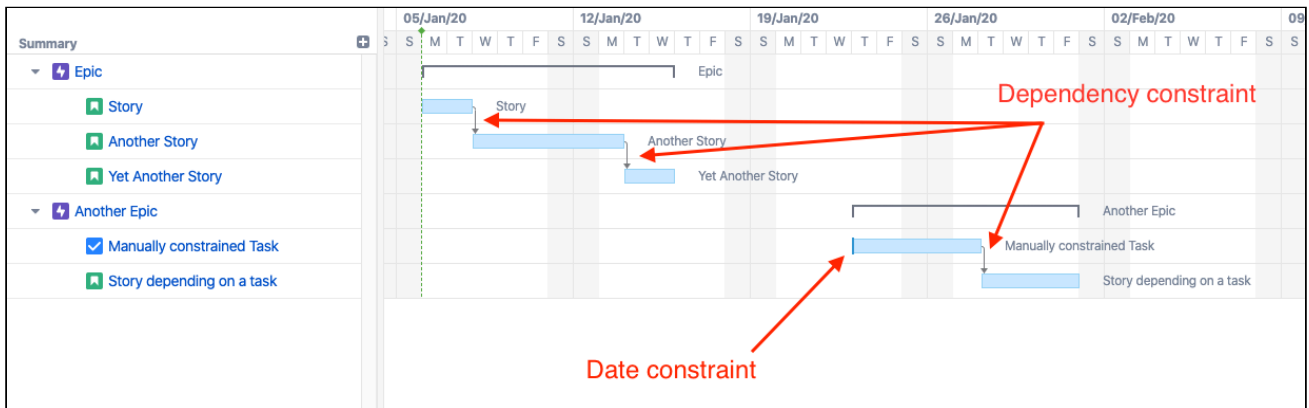 05/Jan/20 12/Jan/20 19/Jan/20 26/Jan/20 02/Feb/20 09
Summary S S M T W T F S S M T W T F S S M T W T F S S M T W T F S S M T W T F S S
Epic Epic
Dependency constraint
Story Story
Another Story Another Story
Yet Another Story Yet Another Story
Another Epic Another Epic
Manually constrained Task Manually constrained Task
Story depending on a task Story depending on a task
Date constraint